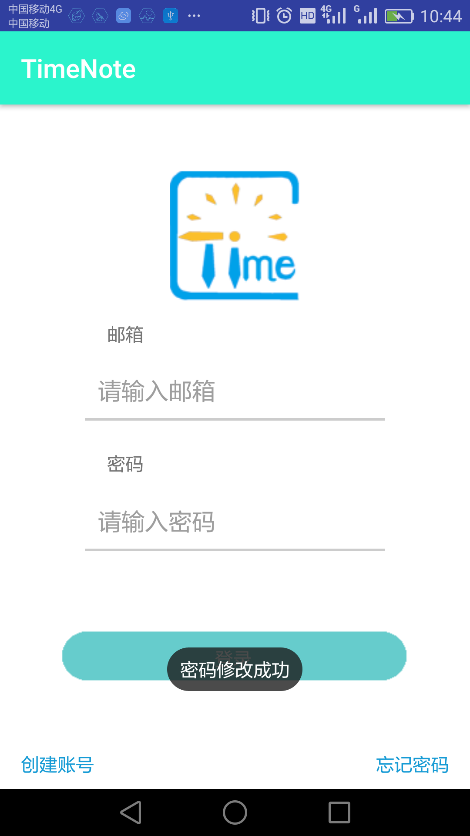 中国移动4G
中国移动
HD
4G
G
10:44
TimeNote
Time
邮箱
请输入邮箱
密码
请输入密码
密码修改成功
创建账号
忘记密码